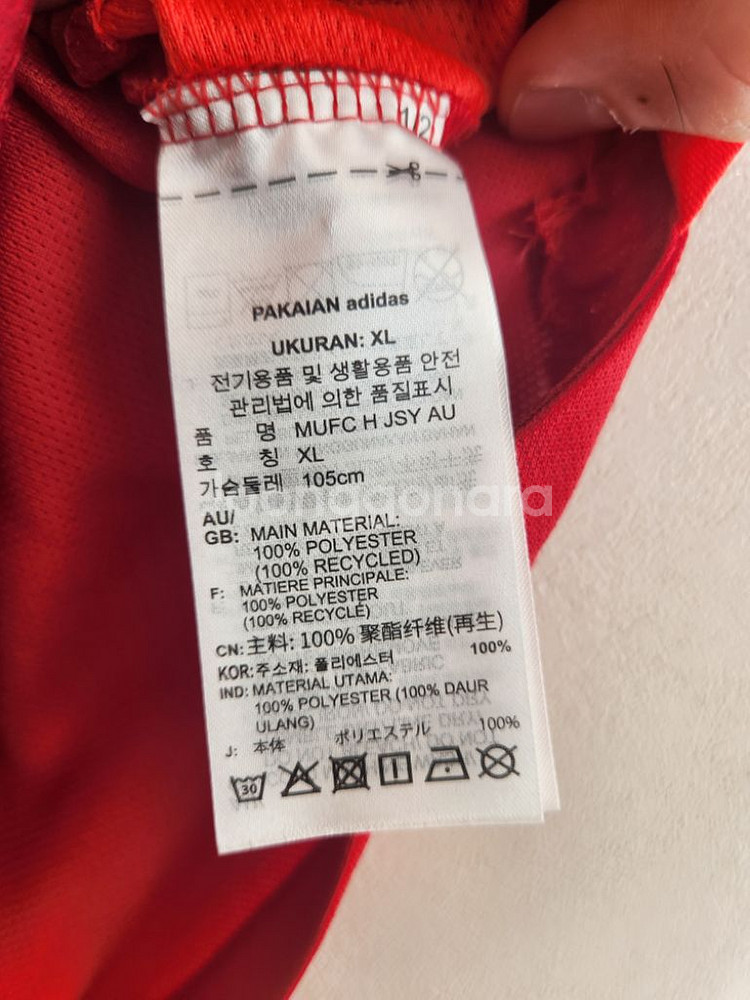 12
PAKAIAN adidas
UKURAN: XL
전기용품 및 생활용품 안전
관리법에 의한 품질표시
품 명 MUFC H JSY AU
호 칭 XL
가슴둘레 105cm
AU/
GB: MAIN MATERIAL:
100% POLYESTER
(100% RECYCLED)
F: MATIERE PRINCIPALE:
100% POLYESTER
(100% RECYCLÉ)
CN: 主料: 100% 聚酯纤维(再生)
KOR: 주소재: 폴리에스터 100%
IND: MATERIAL UTAMA:
100% POLYESTER (100% DAUR
ULANG)
J: 本体 ポリエステル 100%
30